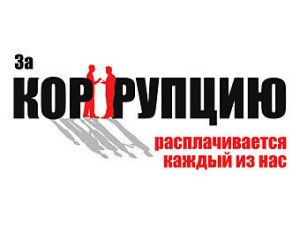 За
КОРРУПЦИЮ
расплачивается
каждый из нас